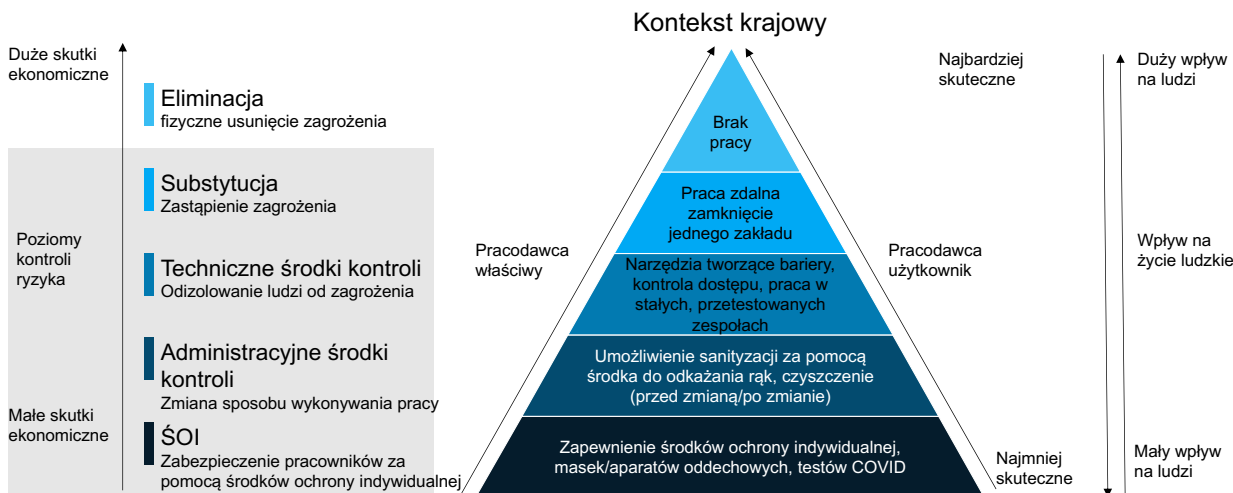 Kontekst krajowy
Duże skutki
ekonomiczne
Eliminacja
fizyczne usunięcie zagrożenia
Substytucja
Zastąpienie zagrożenia
Poziomy
kontroli
ryzyka
Techniczne środki kontroli
Odizolowanie ludzi od zagrożenia
Administracyjne środki
kontroli
Zmiana sposobu wykonywania pracy
Małe skutki
ekonomiczne
ŚOI
Zabezpieczenie pracowników za
pomocą środków ochrony indywidualnej
Pracodawca
właściwy
Brak
pracy
Praca zdalna
zamknięcie
jednego zakładu
Narzędzia tworzące bariery,
kontrola dostępu, praca w
stałych, przetestowanych
zespołach
Umożliwienie sanityzacji za pomocą
środka do odkażania rąk, czyszczenie
(przed zmianą/po zmianie)
Zapewnienie środków ochrony indywidualnej,
masek/aparatów oddechowych, testów COVID
Pracodawca
użytkownik
Najbardziej
skuteczne
Najmniej
skuteczne
Duży wpływ
na ludzi
Wpływ na
życie ludzkie
Mały wpływ
na ludzi